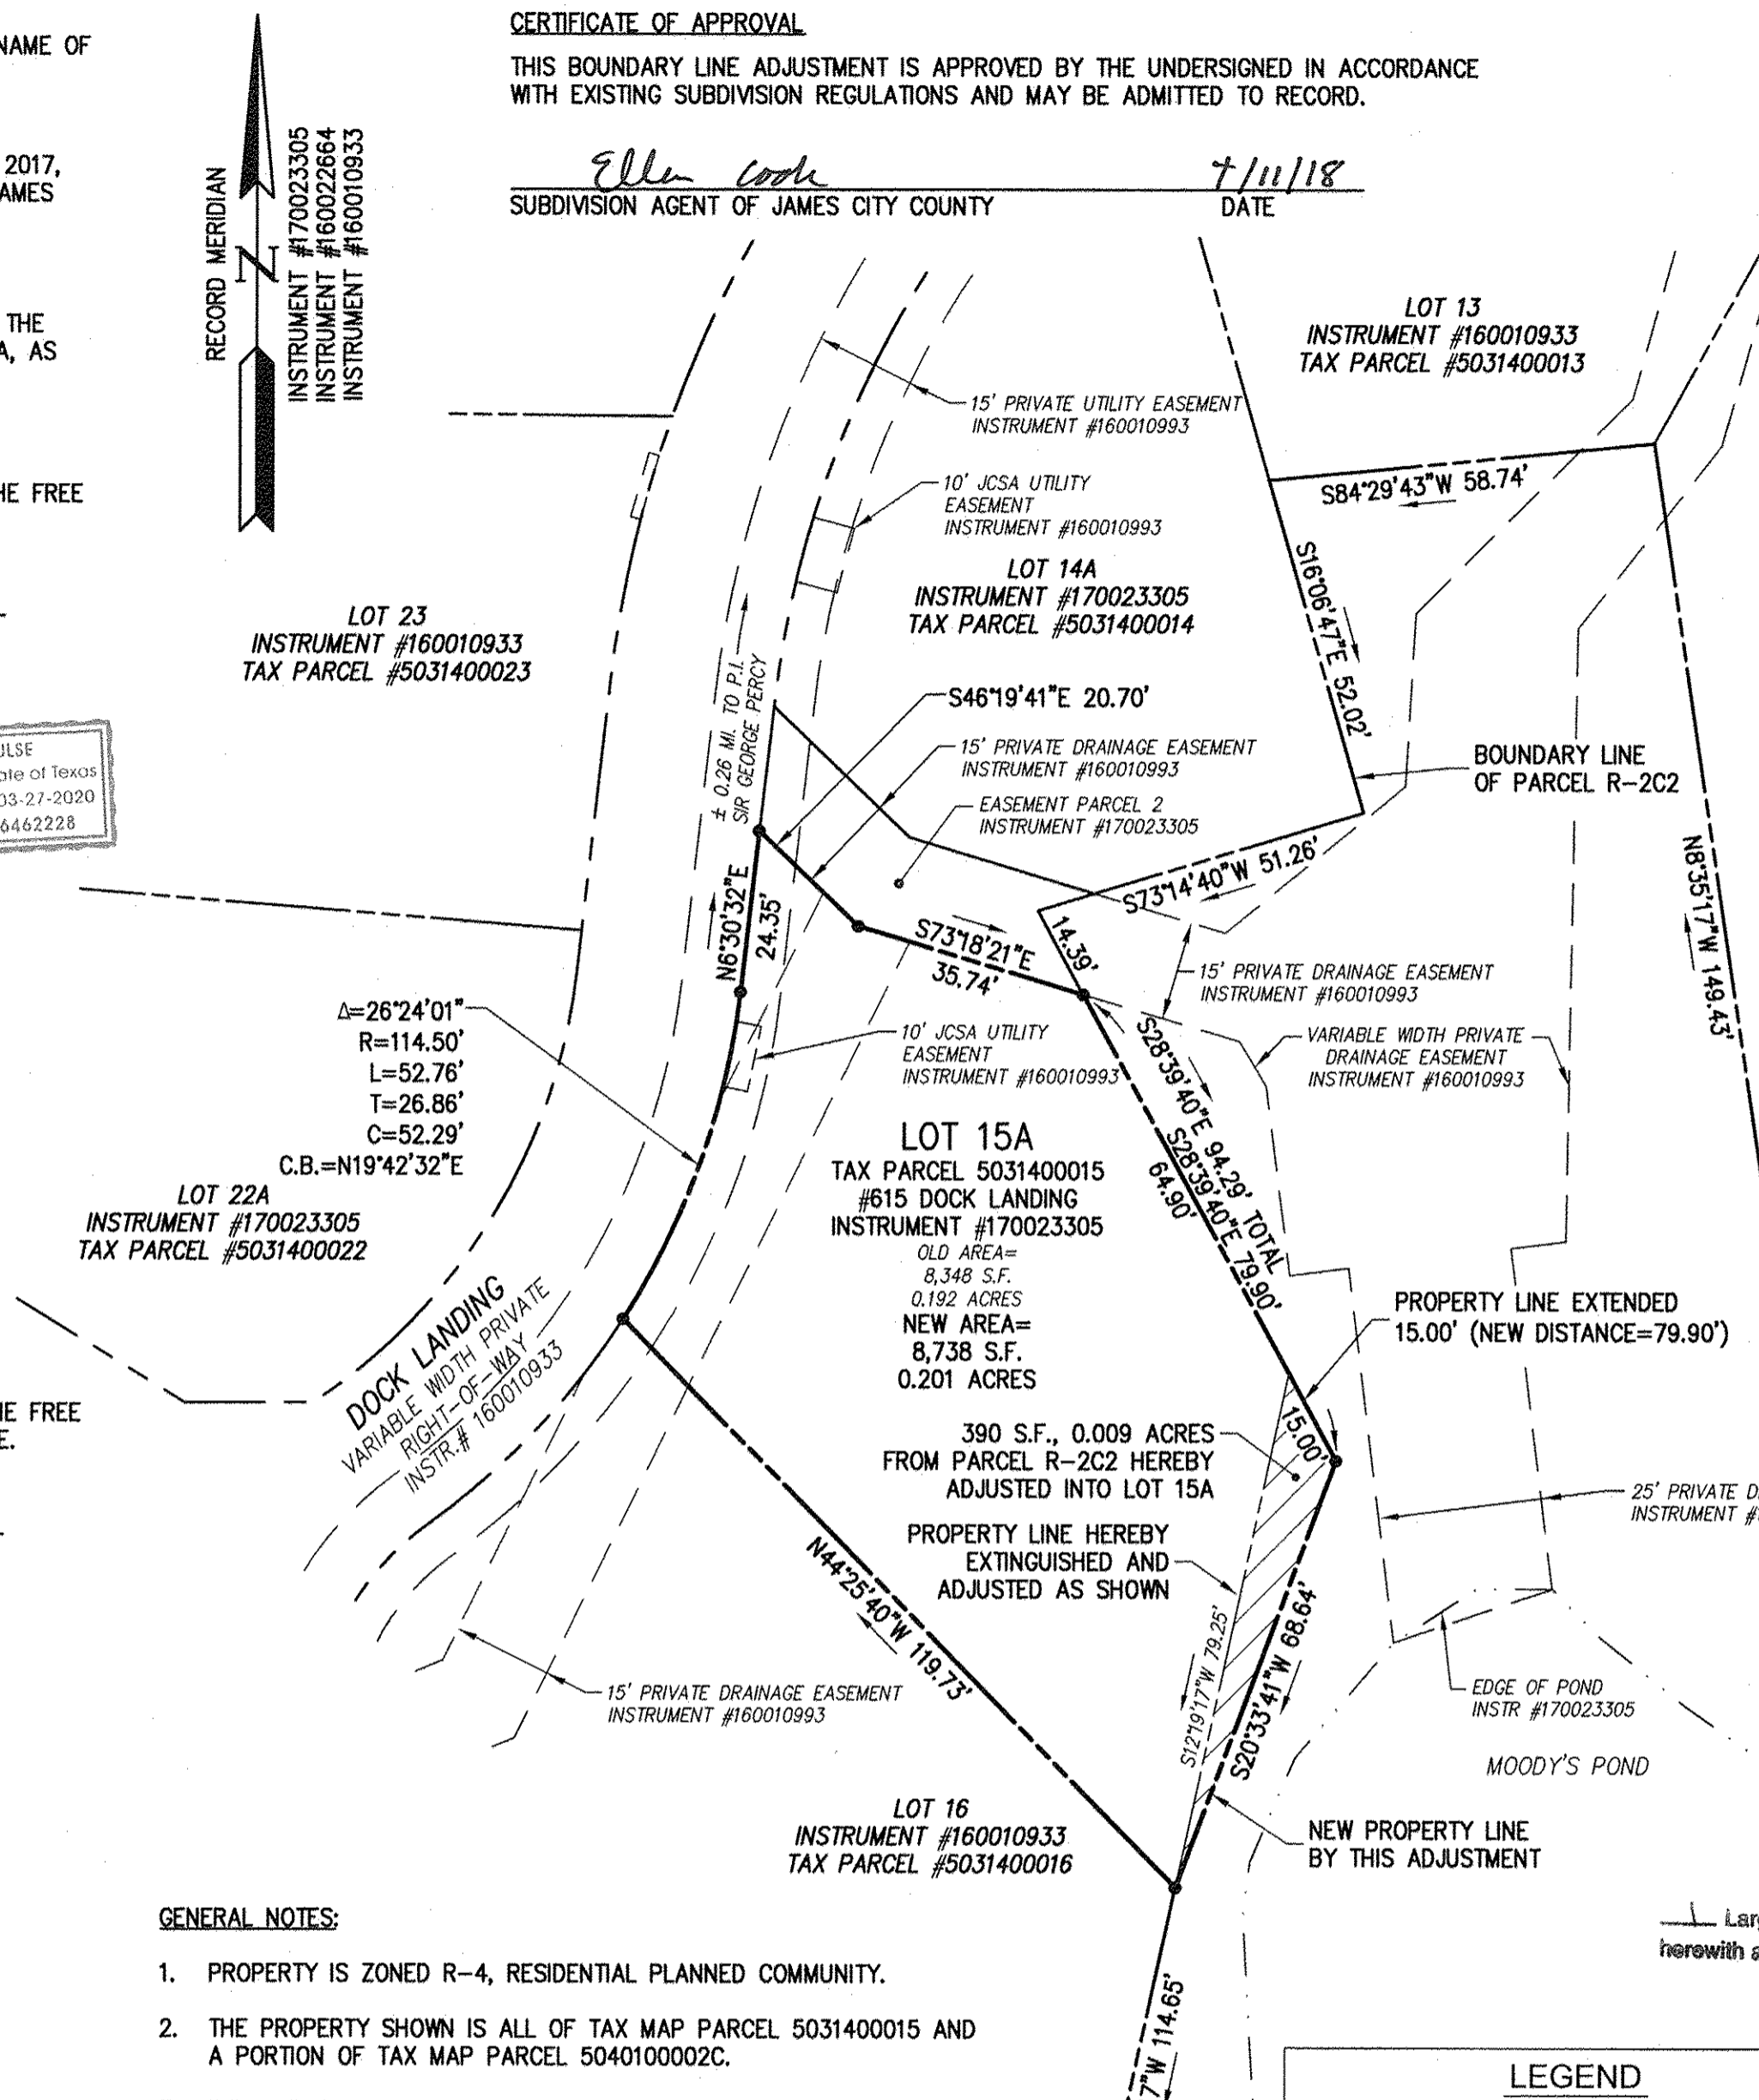 NAME OF
2017,
AMES
THE
A, AS
HE FREE
RECORD MERIDIAN
N
INSTRUMENT #170023305
INSTRUMENT #160022664
INSTRUMENT #160010933
CERTIFICATE OF APPROVAL
THIS BOUNDARY LINE ADJUSTMENT IS APPROVED BY THE UNDERSIGNED IN ACCORDANCE
WITH EXISTING SUBDIVISION REGULATIONS AND MAY BE ADMITTED TO RECORD.
Ellen Cook
/11/18
SUBDIVISION AGENT OF JAMES CITY COUNTY
DATE
LOT 13
INSTRUMENT #160010933
TAX PARCEL #5031400013
15' PRIVATE UTILITY EASEMENT
INSTRUMENT #160010993
S84°29'43"W 58.74'
10' JCSA UTILITY
EASEMENT
INSTRUMENT #160010993
LOT 14A
INSTRUMENT #170023305
TAX PARCEL #5031400014
S16°06'47"E 52.02'
LOT 23
INSTRUMENT #160010933
TAX PARCEL #5031400023
± 0.26 MI. TO P.I.
SIR GEORGE PERCY
S46°19'41"E 20.70'
15' PRIVATE DRAINAGE EASEMENT
INSTRUMENT #160010993
EASEMENT PARCEL 2
INSTRUMENT #170023305
BOUNDARY LINE
OF PARCEL R-2C2
ULSE
ate of Texas
03-27-2020
6462228
S73°14'40"W 51.26'
N8°35'17"W 149.43'
N6°30'32"E
24.35'
S73°18'21"E
35.74'
14.39'
15' PRIVATE DRAINAGE EASEMENT
INSTRUMENT #160010993
Δ=26°24'01"
R=114.50'
L=52.76'
T=26.86'
C=52.29'
C.B.=N19°42'32"E
10' JCSA UTILITY
EASEMENT
INSTRUMENT #160010993
VARIABLE WIDTH PRIVATE
DRAINAGE EASEMENT
INSTRUMENT #160010993
S28°39'40"E 94.29' TOTAL
S28°39'40"E 79.90'
64.90'
LOT 22A
INSTRUMENT #170023305
TAX PARCEL #5031400022
LOT 15A
TAX PARCEL 5031400015
#615 DOCK LANDING
INSTRUMENT #170023305
OLD AREA=
8,348 S.F.
0.192 ACRES
NEW AREA=
8,738 S.F.
0.201 ACRES
DOCK LANDING
VARIABLE WIDTH PRIVATE
RIGHT-OF-WAY
INSTR.# 160010933
PROPERTY LINE EXTENDED
15.00' (NEW DISTANCE=79.90')
HE FREE
E.
15.00'
390 S.F., 0.009 ACRES
FROM PARCEL R-2C2 HEREBY
ADJUSTED INTO LOT 15A
25' PRIVATE D
INSTRUMENT #
PROPERTY LINE HEREBY
EXTINGUISHED AND
ADJUSTED AS SHOWN
N44°25'40"W 119.73'
S12°19'17"W 79.25'
S20°33'41"W 68.64'
15' PRIVATE DRAINAGE EASEMENT
INSTRUMENT #160010993
EDGE OF POND
INSTR #170023305
MOODY'S POND
LOT 16
INSTRUMENT #160010933
TAX PARCEL #5031400016
NEW PROPERTY LINE
BY THIS ADJUSTMENT
Lar
herewith a
GENERAL NOTES:
1. PROPERTY IS ZONED R-4, RESIDENTIAL PLANNED COMMUNITY.
2. THE PROPERTY SHOWN IS ALL OF TAX MAP PARCEL 5031400015 AND
A PORTION OF TAX MAP PARCEL 50401000002C.
7"W 114.65'
LEGEND